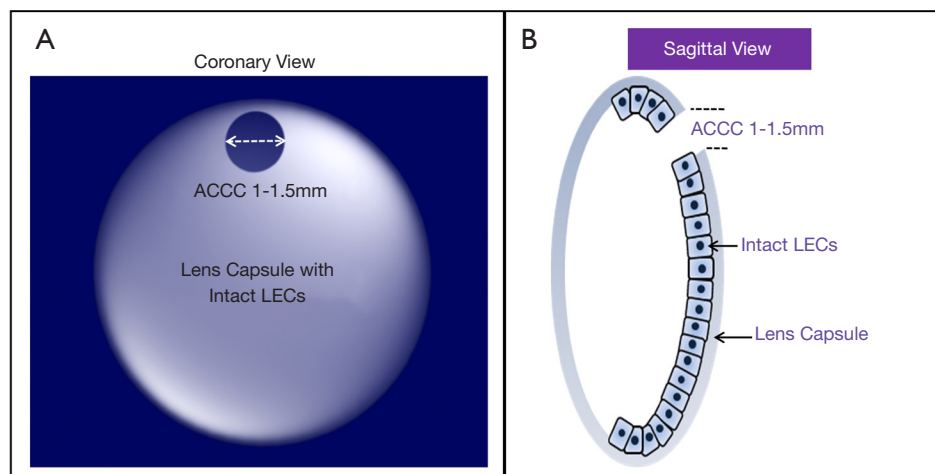 A
Coronary View
ACCC 1-1.5mm
Lens Capsule with
Intact LECs
B
Sagittal View
ACCC 1-1.5mm
Intact LECs
Lens Capsule